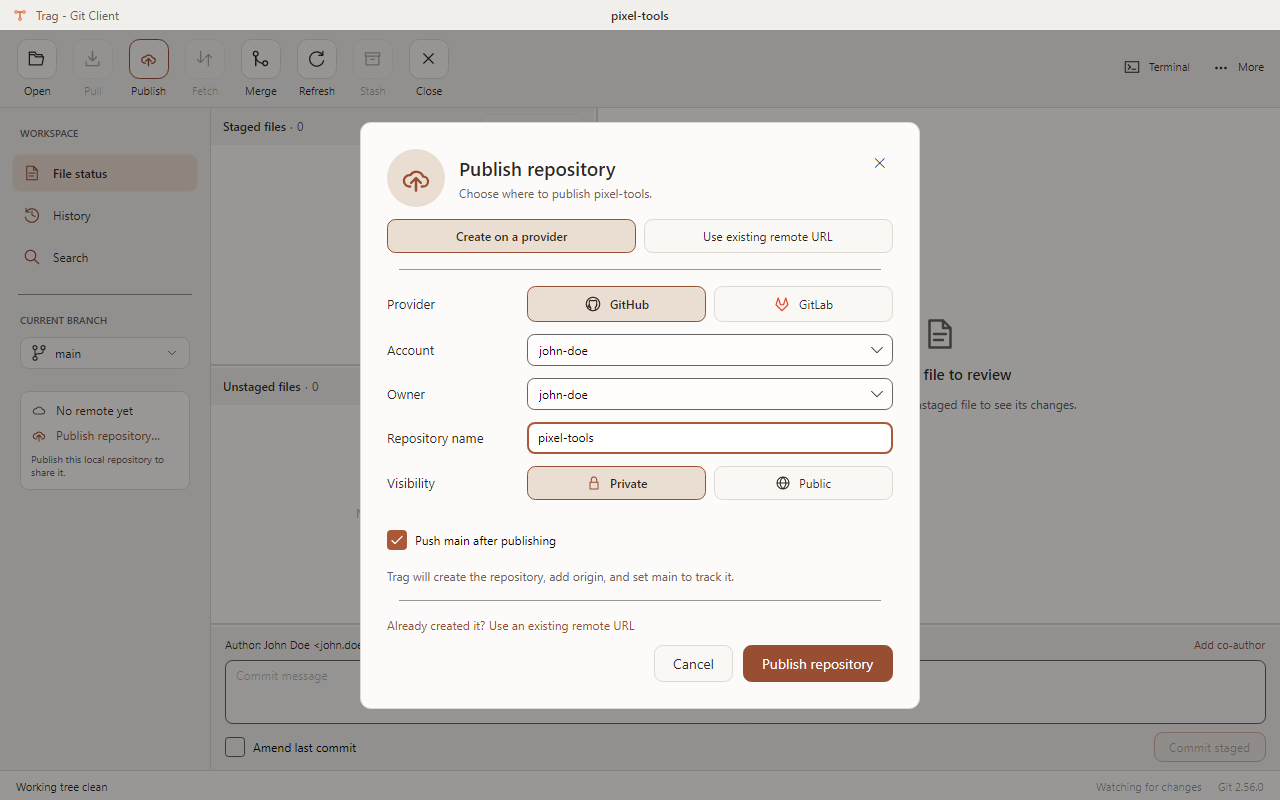 Trag - Git Client
pixel-tools
Open
Pull
Publish
Fetch
Merge
Refresh
Stash
Close
Terminal
More
WORKSPACE
File status
History
Search
CURRENT BRANCH
main
No remote yet
Publish repository...
Publish this local repository to
share it.
Staged files · 0
Unstaged files · 0
Publish repository
Choose where to publish pixel-tools.
Create on a provider
Use existing remote URL
Provider
GitHub
GitLab
Account
john-doe
Owner
john-doe
Repository name
pixel-tools
Visibility
Private
Public
Push main after publishing
Trag will create the repository, add origin, and set main to track it.
Already created it? Use an existing remote URL
Cancel
Publish repository
file to review
file to see its changes.
Author: John Doe
Add co-author
Commit message
Amend last commit
Commit staged
Working tree clean
Watching for changes
Git 2.56.0